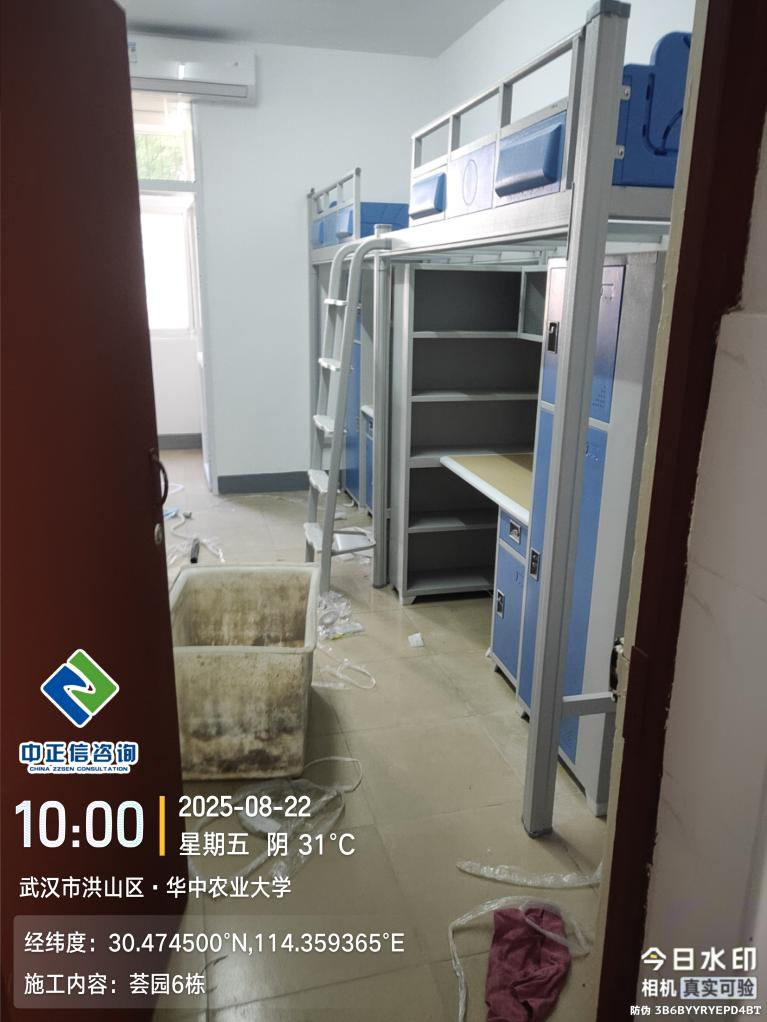 中正信咨询
CHINA ZZSEN CONSULTATION
10:00
2025-08-22
星期五 阴 31°C
武汉市洪山区·华中农业大学
经纬度：30.474500°N,114.359365°E
施工内容：荟园6栋
今日水印
相机 真实可验
防伪 3B6BYYRYEPD4BT